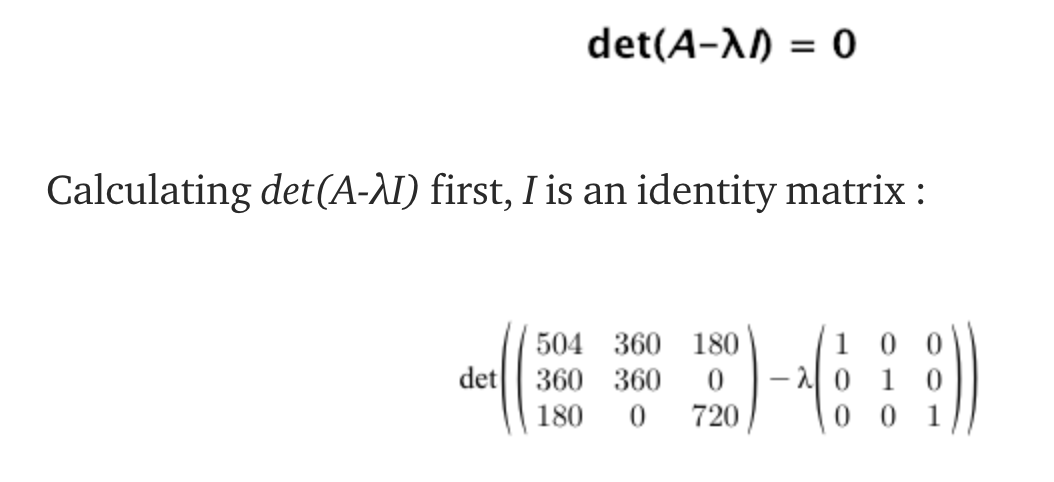 det(A-λI) = 0
Calculating det(A-λI) first, I is an identity matrix :
504 360 180 1 0 0
det 360 360 0 - λ 0 1 0
180 0 720 0 0 1